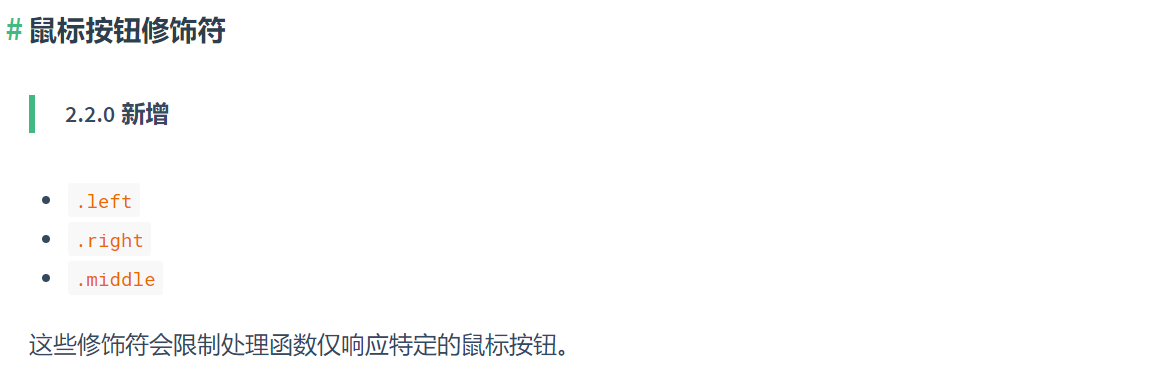 # 鼠标按钮修饰符
2.2.0 新增
.left
.right
.middle
这些修饰符会限制处理函数仅响应特定的鼠标按钮。